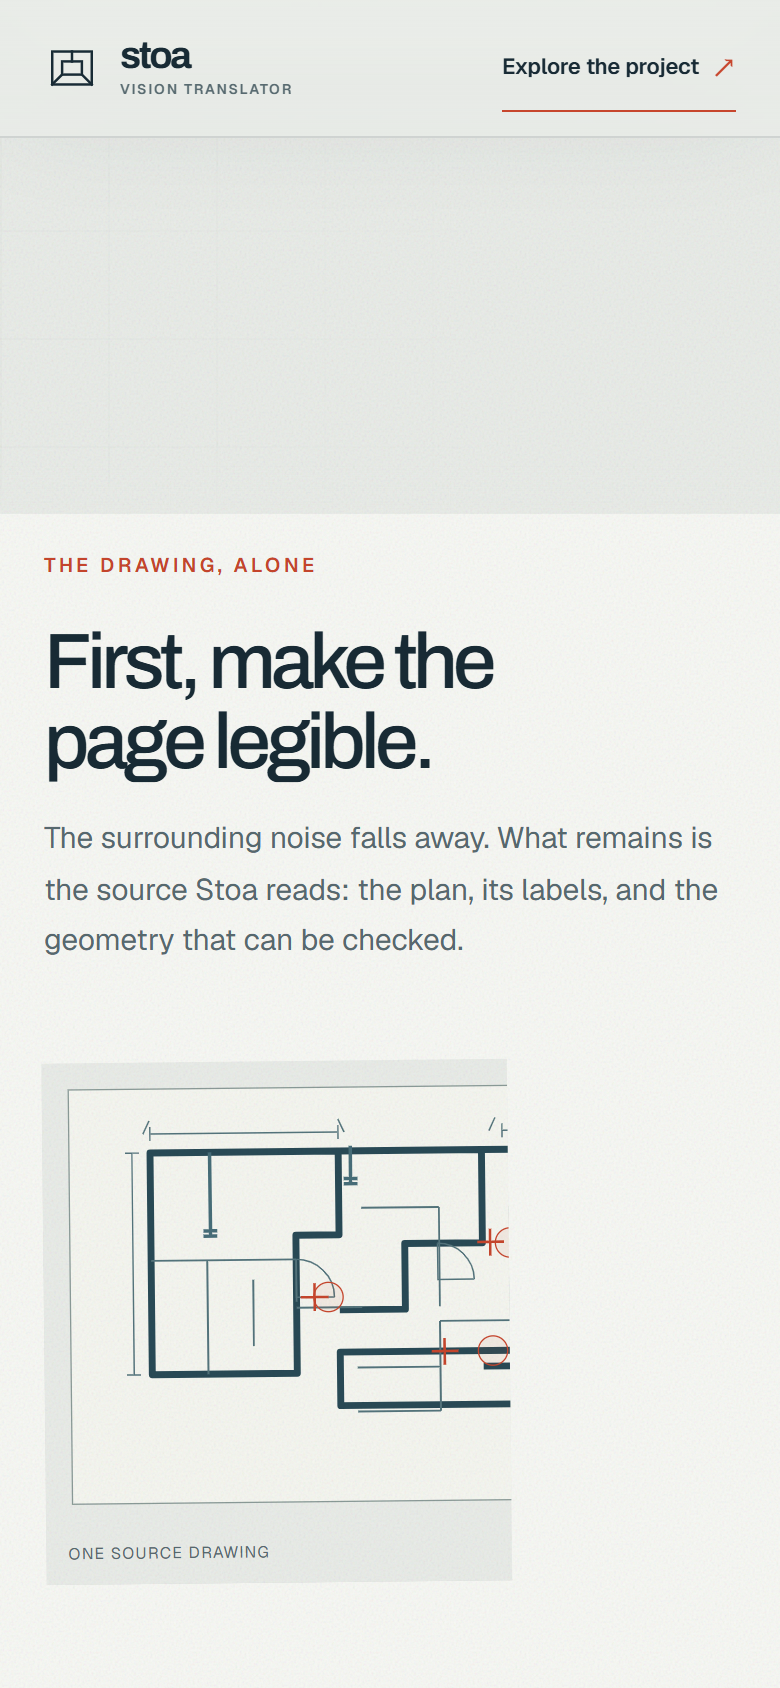 stoa
VISION TRANSLATOR
Explore the project ↗
THE DRAWING, ALONE
First, make the
page legible.
The surrounding noise falls away. What remains is
the source Stoa reads: the plan, its labels, and the
geometry that can be checked.
ONE SOURCE DRAWING